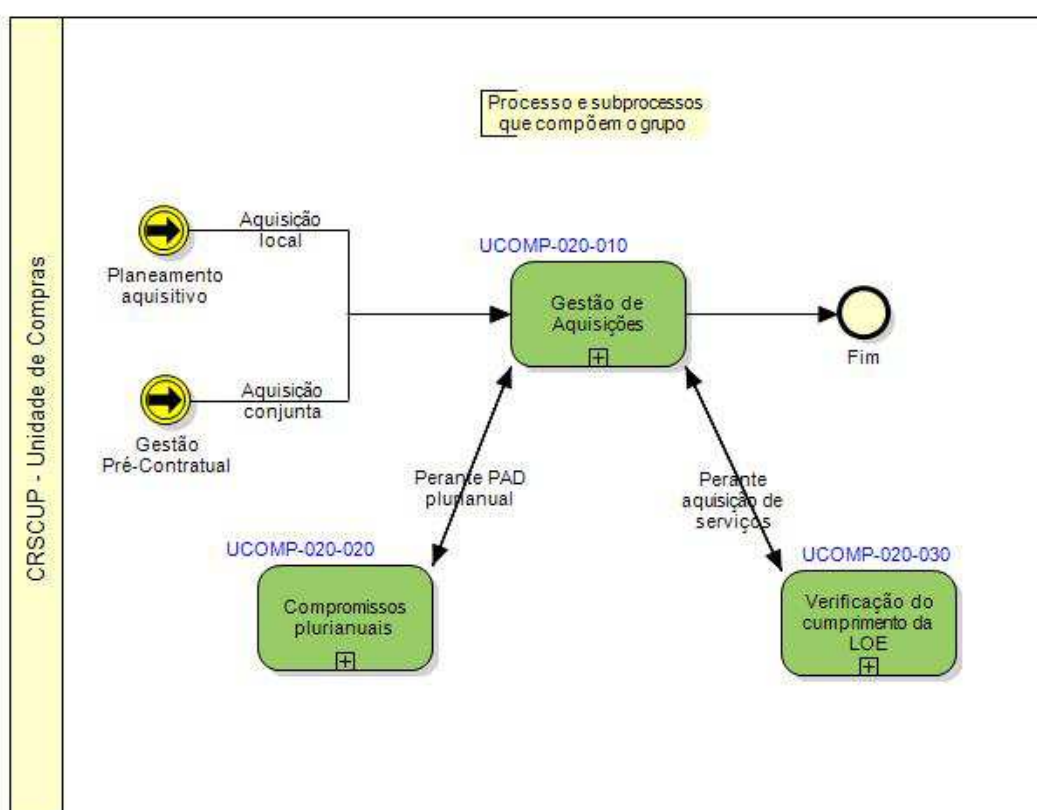 CRSCUP - Unidade de Compras
Processo e subprocessos
que compõem o grupo
Aquisição
local
Planeamento
aquisitivo
UCOMP-020-010
Gestão de
Aquisições
Fim
Aquisição
conjunta
Gestão
Pré-Contratual
Perante PAD
plurianual
Perante
aquisição de
serviços
UCOMP-020-020
Compromissos
plurianuais
UCOMP-020-030
Verificação do
cumprimento da
LOE